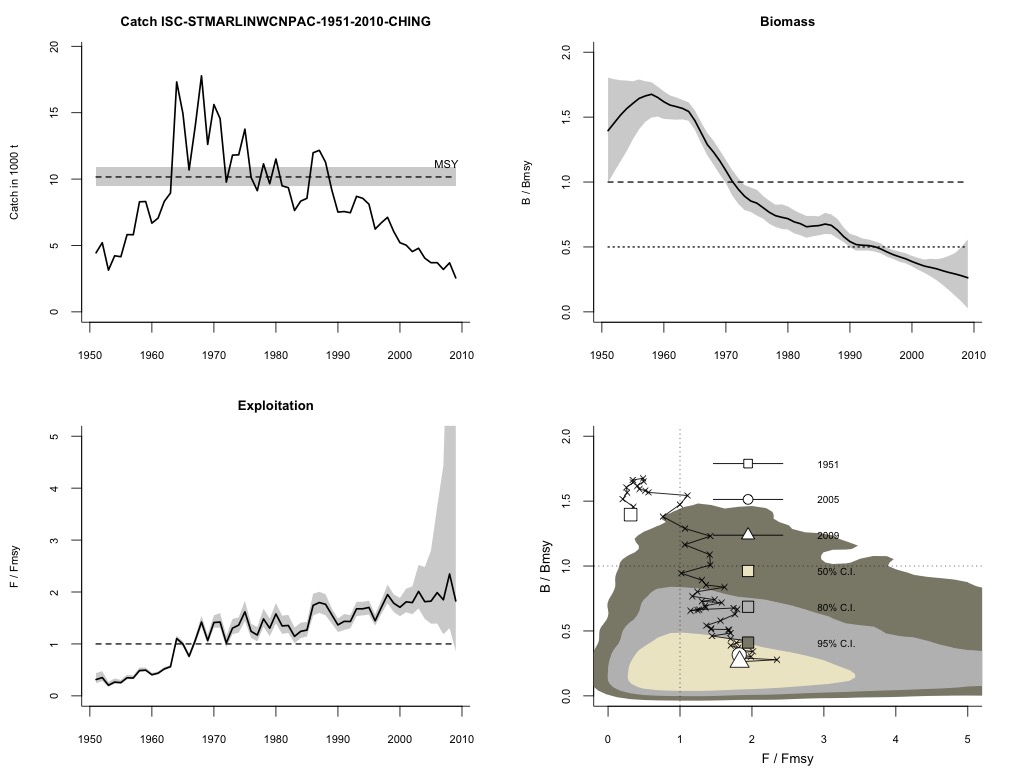 Catch ISC-STMARLINWCNPAC-1951-2010-CHING
Catch in 1000 t
20
15
10
5
0
MSY
1950 1960 1970 1980 1990 2000 2010
Biomass
B / Bmsy
2.0
1.5
1.0
0.5
0.0
1950 1960 1970 1980 1990 2000 2010
Exploitation
F / Fmsy
5
4
3
2
1
0
1950 1960 1970 1980 1990 2000 2010
B / Bmsy
2.0
1.5
1.0
0.5
0.0
1951
2005
2009
50% C.I.
80% C.I.
95% C.I.
0 1 2 3 4 5
F / Fmsy